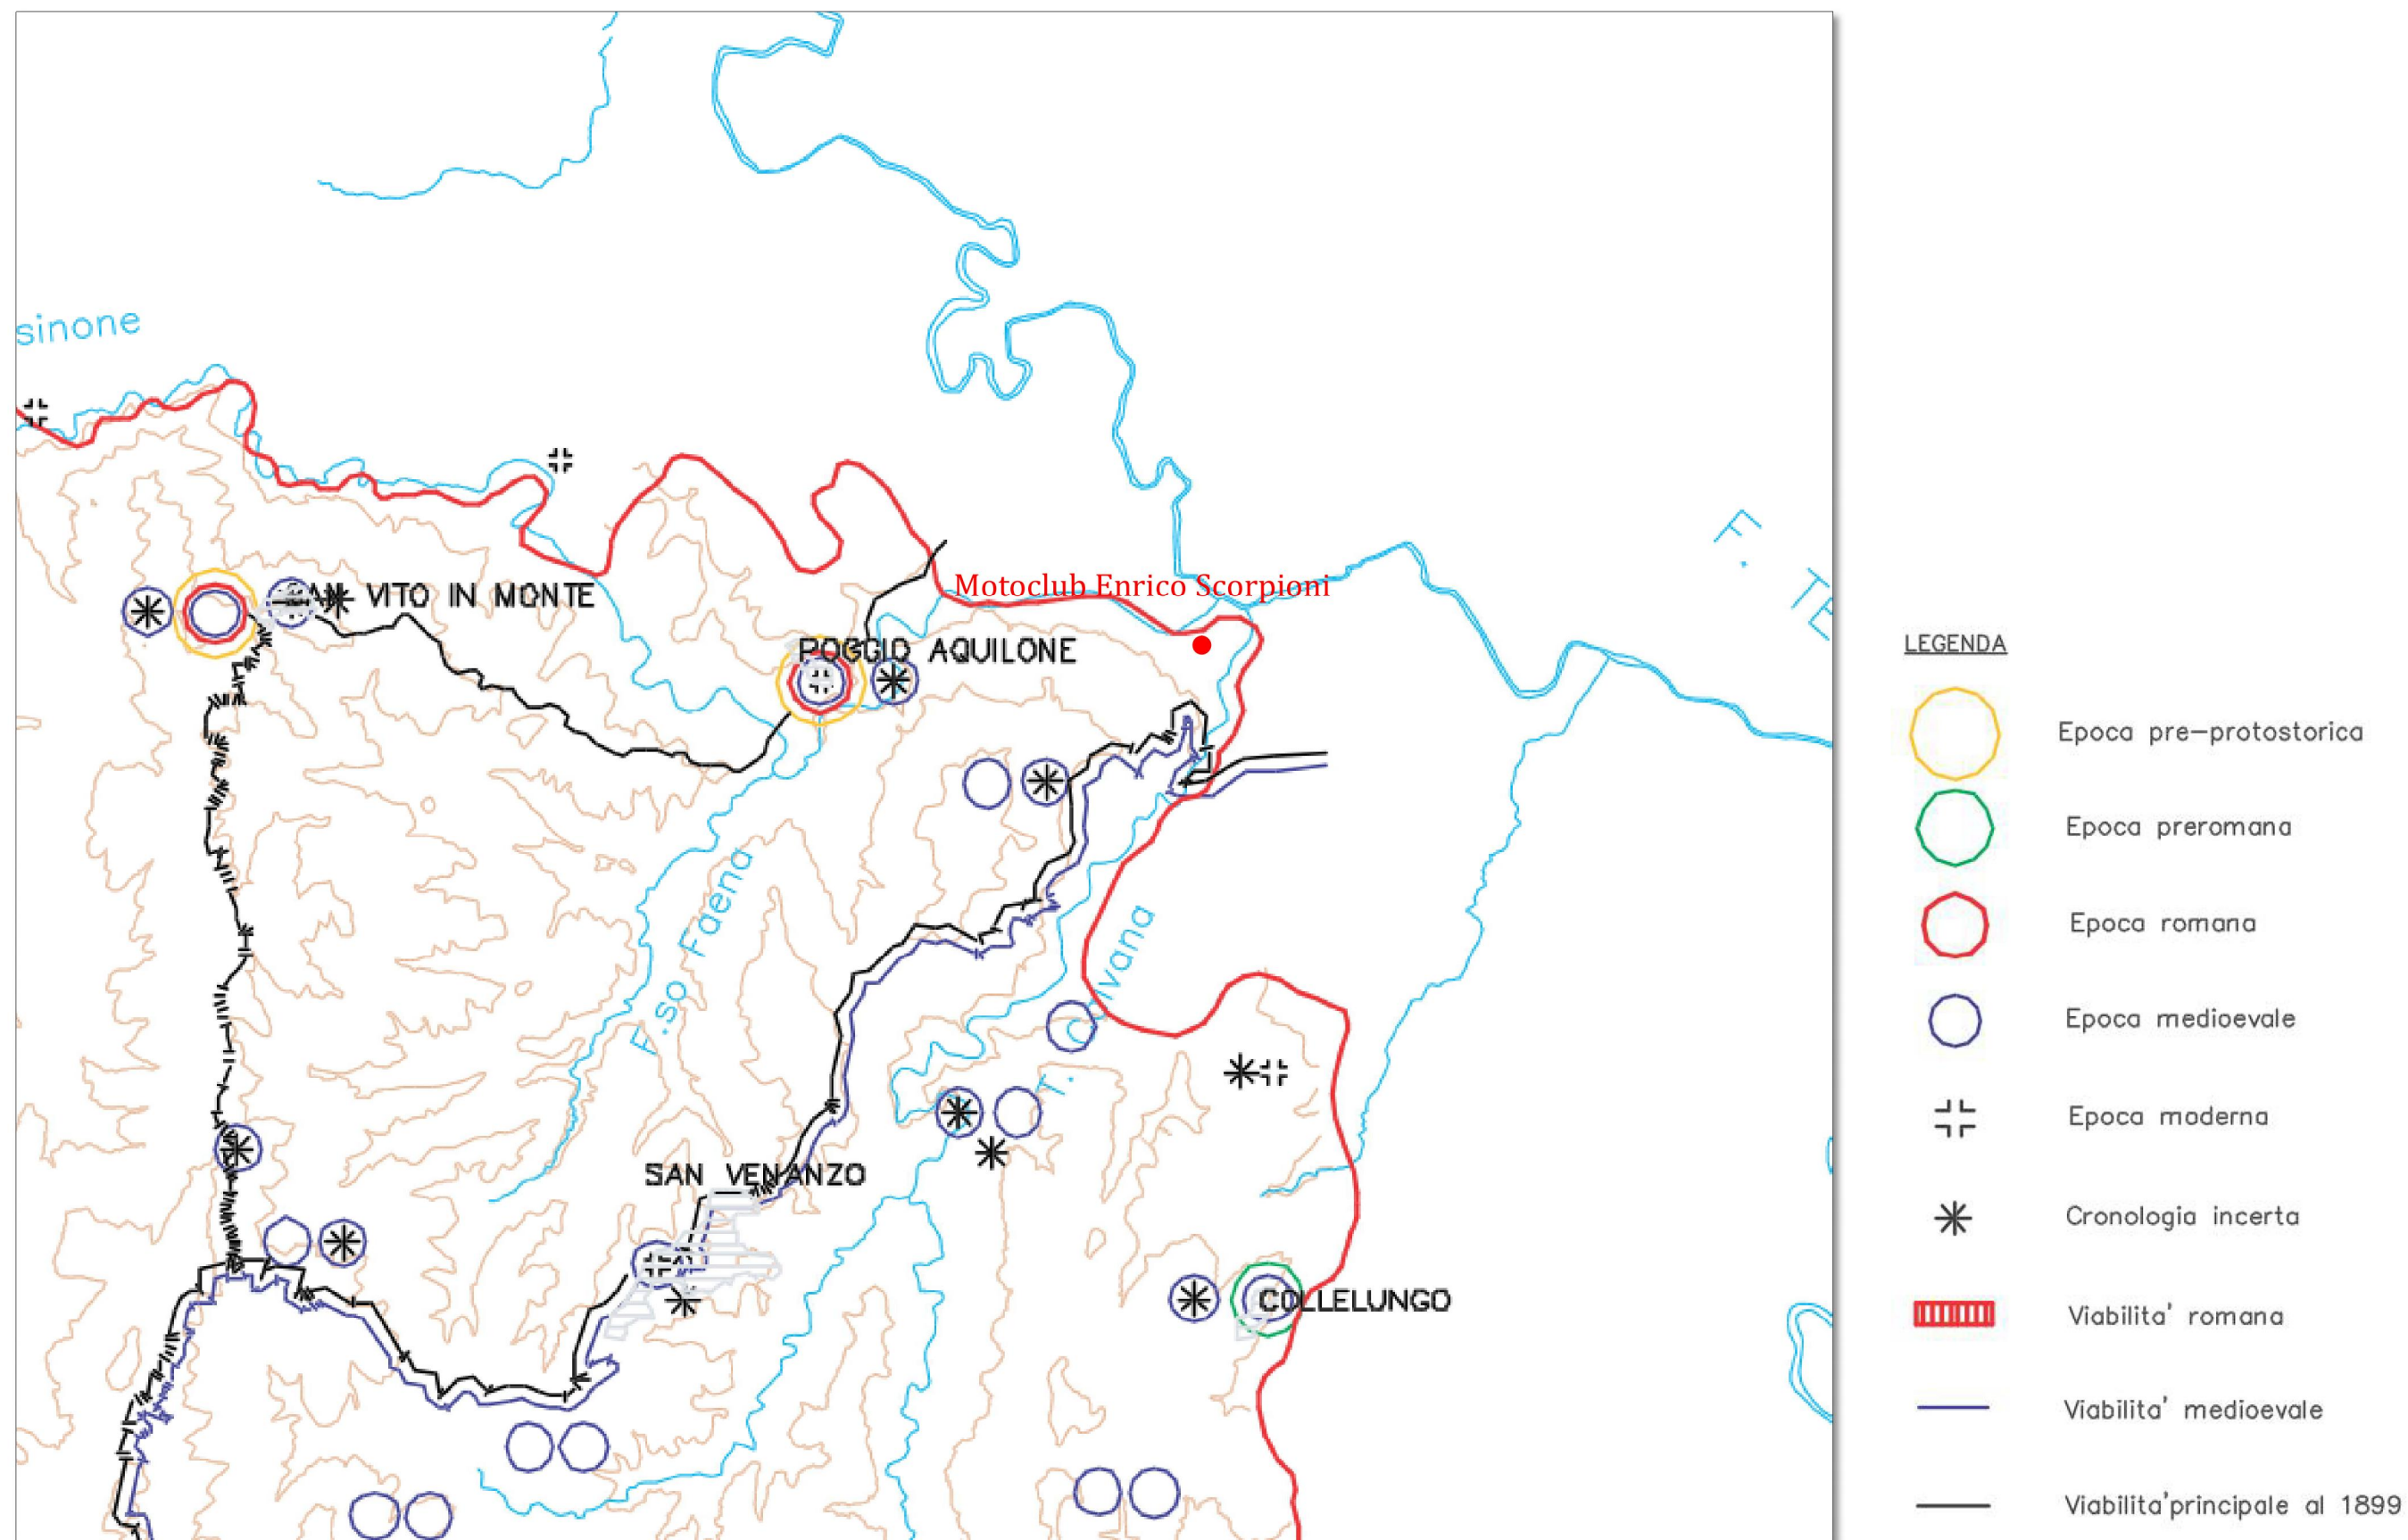 sinone
F. TE
Motoclub Enrico Scorpioni
SAN VITO IN MONTE
POGGIO AQUILONE
F.so Faena
T. Calvana
SAN VENANZO
COLLELUNGO
LEGENDA
Epoca pre-protostorica
Epoca preromana
Epoca romana
Epoca medioevale
Epoca moderna
Cronologia incerta
Viabilita' romana
Viabilita' medioevale
Viabilita'principale al 1899